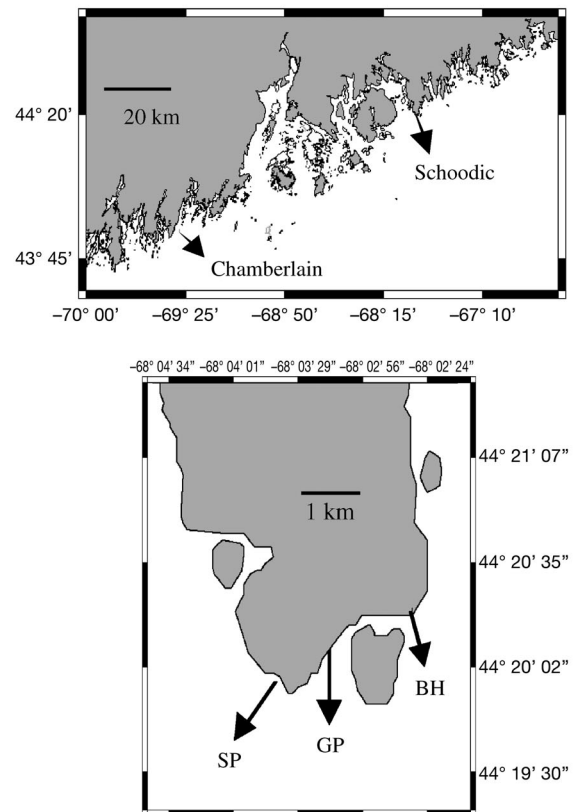 44° 20'
20 km
Schoodic
43° 45'
Chamberlain
−70° 00' −69° 25' −68° 50' −68° 15' −67° 10'
−68° 04' 34" −68° 04' 01" −68° 03' 29" −68° 02' 56" −68° 02' 24"
44° 21' 07"
1 km
44° 20' 35"
44° 20' 02"
BH
GP
SP
44° 19' 30"